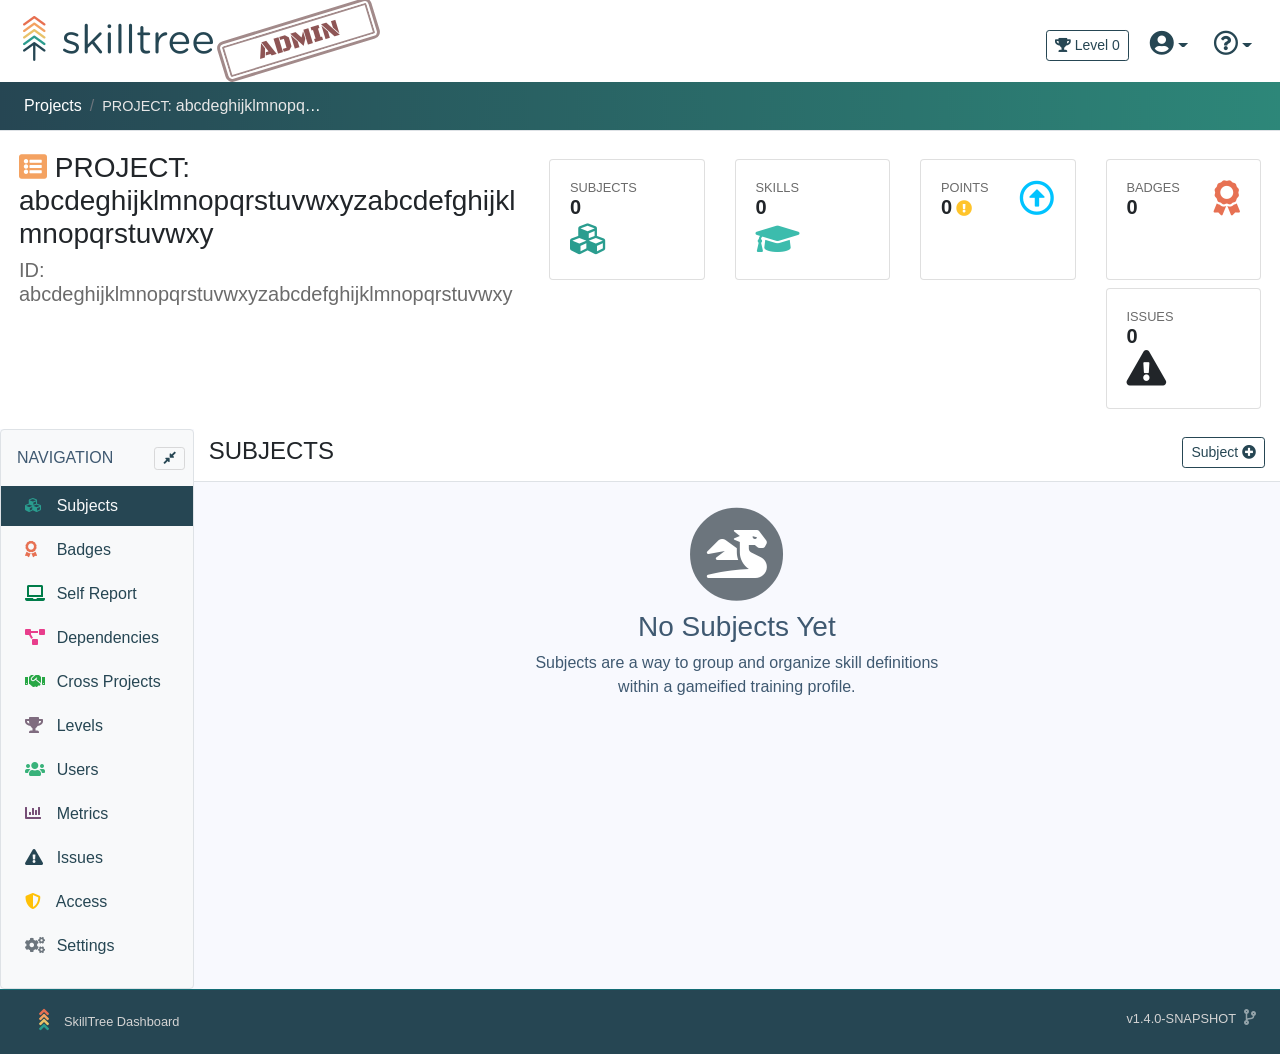 skilltree
ADMIN
Level 0
Projects / PROJECT: abcdeghijklmnopq…
PROJECT:
abcdeghijklmnopqrstuvwxyzabcdefghijkl
mnopqrstuvwxy
ID:
abcdeghijklmnopqrstuvwxyzabcdefghijklmnopqrstuvwxy
SUBJECTS
0
SKILLS
0
POINTS
0
BADGES
0
ISSUES
0
NAVIGATION
Subjects
Badges
Self Report
Dependencies
Cross Projects
Levels
Users
Metrics
Issues
Access
Settings
SUBJECTS
Subject
No Subjects Yet
Subjects are a way to group and organize skill definitions
within a gameified training profile.
SkillTree Dashboard
v1.4.0-SNAPSHOT